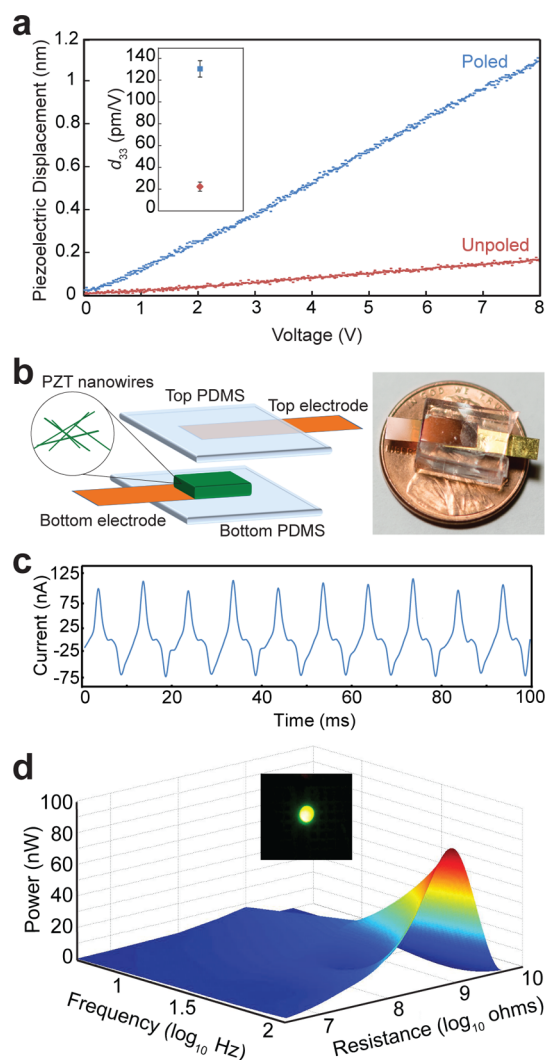 a
Piezoelectric Displacement (nm)
1.2
1
0.8
0.6
0.4
0.2
0
d33 (pm/V)
140
120
100
80
60
40
20
0
Poled
Unpoled
0 1 2 3 4 5 6 7 8
Voltage (V)
b
PZT nanowires
Top PDMS
Top electrode
Bottom electrode
Bottom PDMS
c
Current (nA)
125
75
25
-25
-75
0 20 40 60 80 100
Time (ms)
d
Power (nW)
100
80
60
40
20
0
1 1.5 2
Frequency (log10 Hz)
7 8 9 10
Resistance (log10 ohms)